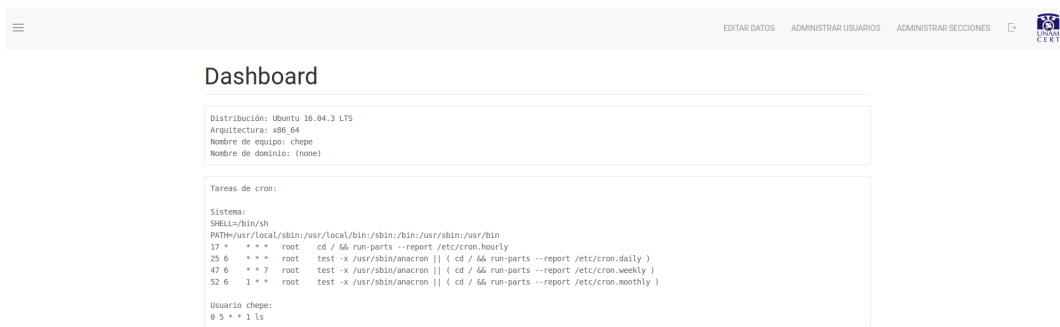 EDITAR DATOS ADMINISTRAR USUARIOS ADMINISTRAR SECCIONES
UNAM
CERT
Dashboard
Distribución: Ubuntu 16.04.3 LTS
Arquitectura: x86_64
Nombre de equipo: chepe
Nombre de dominio: (none)
Tareas de cron:
Sistema:
SHELL=/bin/sh
PATH=/usr/local/sbin:/usr/local/bin:/sbin:/bin:/usr/sbin:/usr/bin
17 * * * * root cd / && run-parts --report /etc/cron.hourly
25 6 * * * root test -x /usr/sbin/anacron || ( cd / && run-parts --report /etc/cron.daily )
47 6 * * 7 root test -x /usr/sbin/anacron || ( cd / && run-parts --report /etc/cron.weekly )
52 6 1 * * root test -x /usr/sbin/anacron || ( cd / && run-parts --report /etc/cron.monthly )
Usuario chepe:
0 5 * * 1 ls